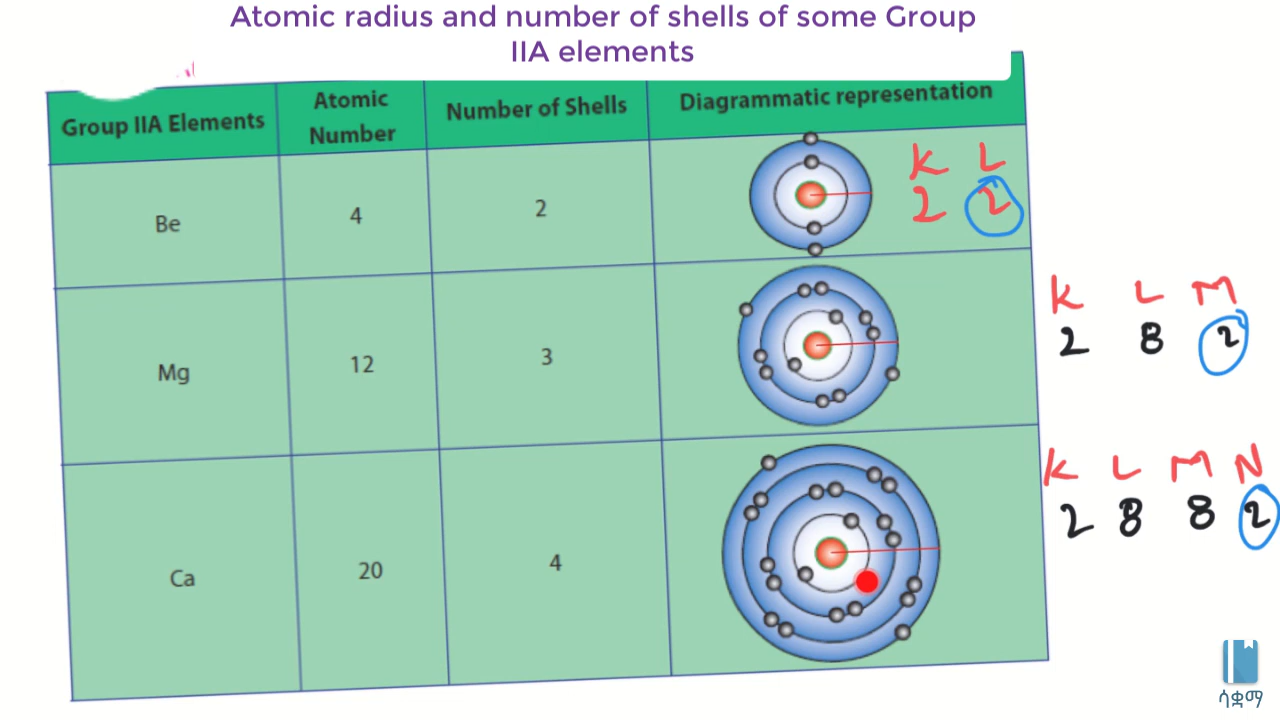 Atomic radius and number of shells of some Group
IIA elements
Group IIA Elements
Atomic
Number
Number of Shells
Diagrammatic representation
Be
4
2
K L
2 2
Mg
12
3
K L M
2 8 2
Ca
20
4
K L M N
2 8 8 2
ሳቋማ